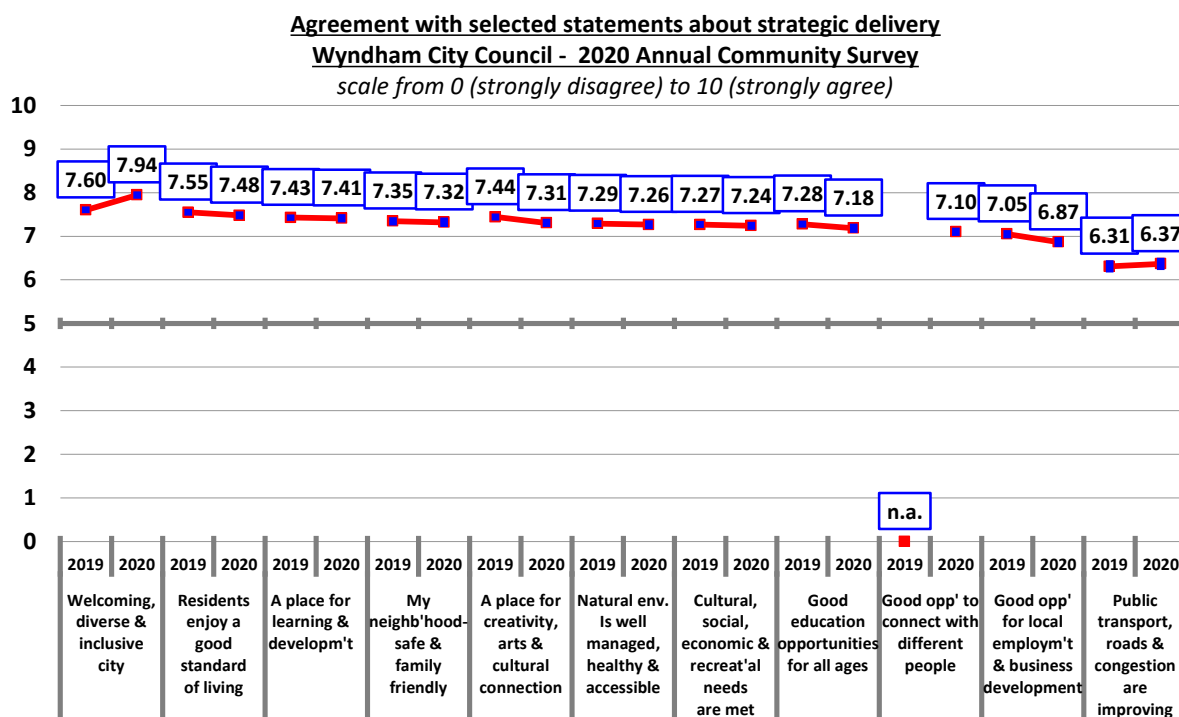 Agreement with selected statements about strategic delivery
Wyndham City Council - 2020 Annual Community Survey
scale from 0 (strongly disagree) to 10 (strongly agree)
10
9
8
7
6
5
4
3
2
1
0
7.60
7.94
7.55
7.48
7.43
7.41
7.35
7.32
7.44
7.31
7.29
7.26
7.27
7.24
7.28
7.18
n.a.
7.10
7.05
6.87
6.31
6.37
2019 2020 2019 2020 2019 2020 2019 2020 2019 2020 2019 2020 2019 2020 2019 2020 2019 2020 2019 2020 2019 2020
Welcoming,
diverse &
inclusive
city
Residents
enjoy a
good
standard
of living
A place for
learning &
developm't
My
neighb'hood-
safe &
family
friendly
A place for
creativity,
arts &
cultural
connection
Natural env.
Is well
managed,
healthy &
accessible
Cultural,
social,
economic &
recreat'al
needs
are met
Good
education
opportunities
for all ages
Good opp' to
connect with
different
people
Good opp'
for local
employm't
& business
development
Public
transport,
roads &
congestion
are
improving